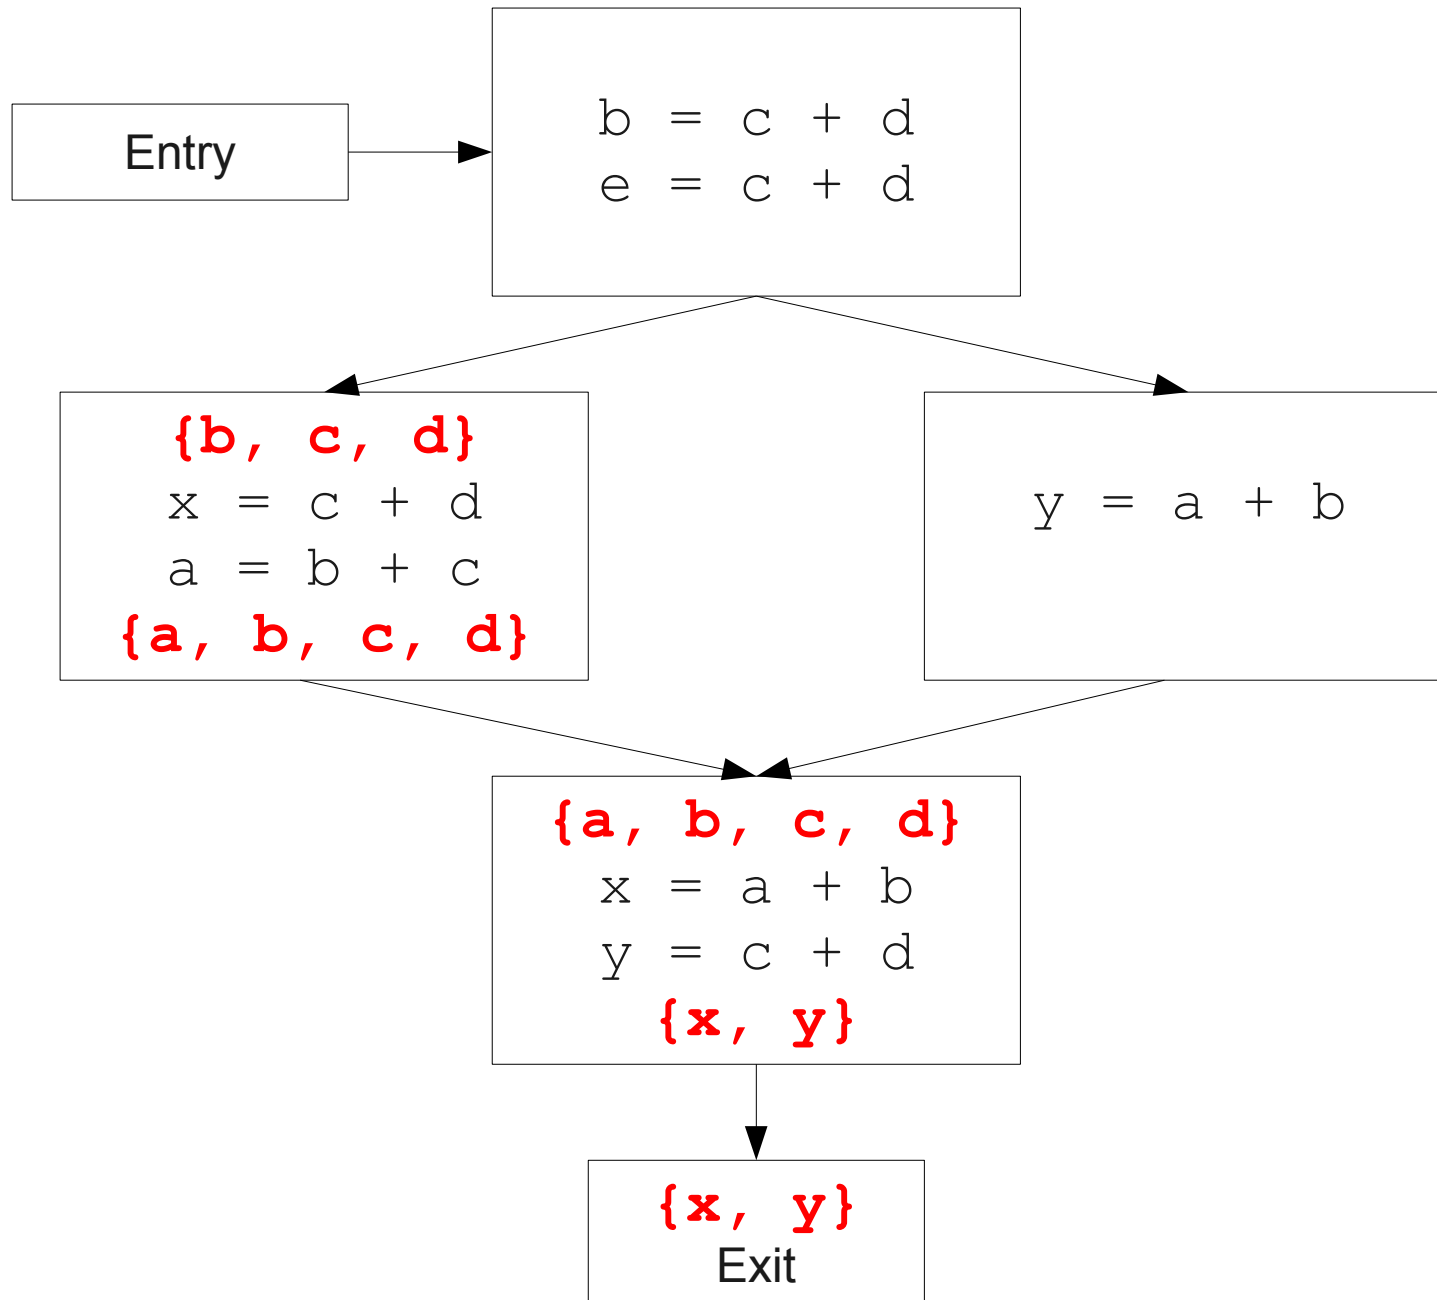 Entry
b = c + d
e = c + d
{b, c, d}
x = c + d
a = b + c
{a, b, c, d}
y = a + b
{a, b, c, d}
x = a + b
y = c + d
{x, y}
{x, y}
Exit